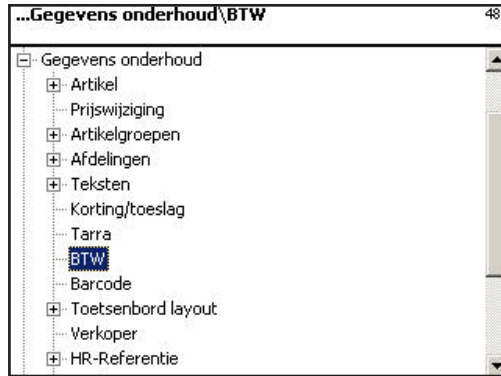 ...Gegevens onderhoud\BTW
48
Gegevens onderhoud
Artikel
Prijswijziging
Artikelgroepen
Afdelingen
Teksten
Korting/toeslag
Tarra
BTW
Barcode
Toetsenbord layout
Verkoper
HR-Referentie